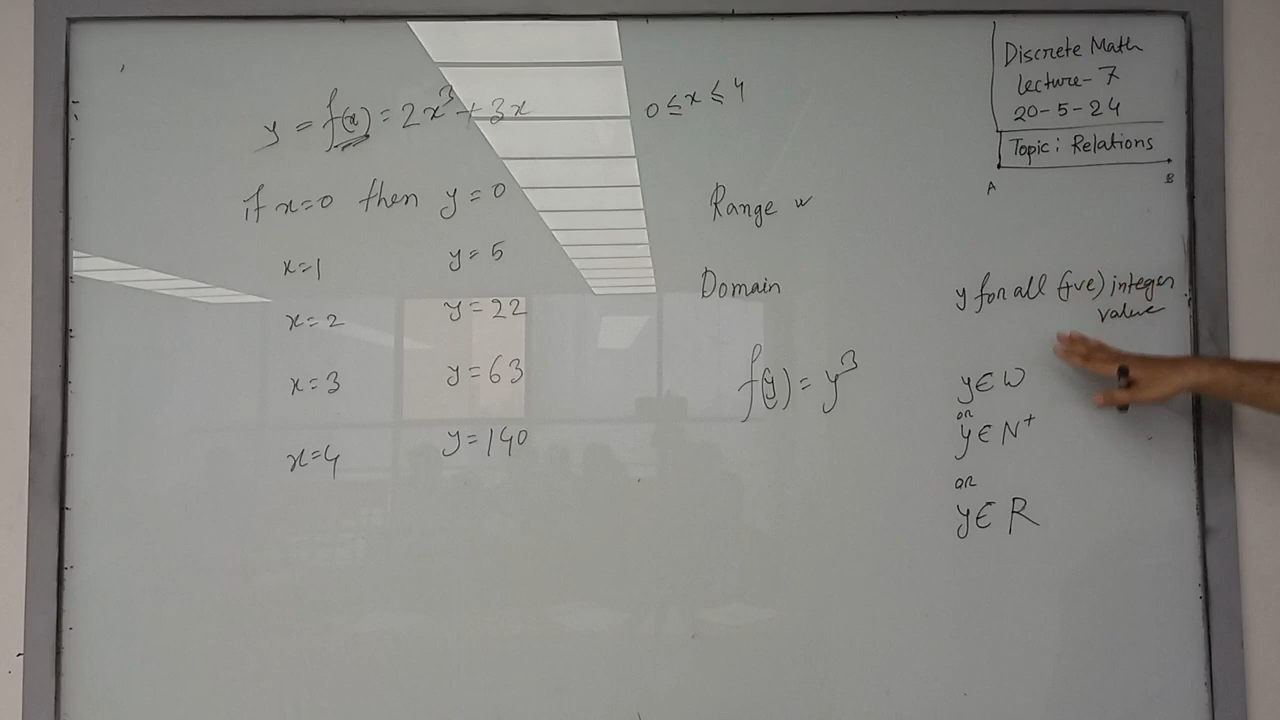 Discrete Math
Lecture-7
20-5-24
Topic: Relations
A B
y = f(x) = 2x³ + 3x 0 ≤ x ≤ 4
if x=0 then y=0
x=1 y=5
x=2 y=22
x=3 y=63
x=4 y=140
Range
Domain
f(y) = y³
y for all (+ve) integer
value
y∈W
or
y∈N⁺
OR
y∈R